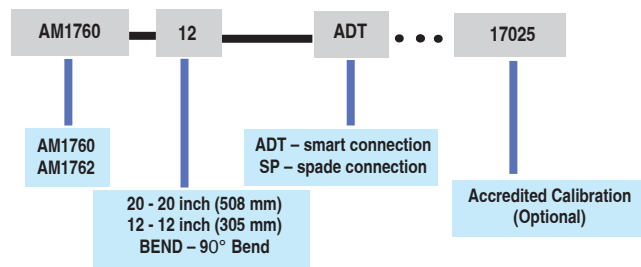 AM1760
12
ADT
17025
AM1760
AM1762
20 - 20 inch (508 mm)
12 - 12 inch (305 mm)
BEND – 90° Bend
ADT – smart connection
SP – spade connection
Accredited Calibration
(Optional)